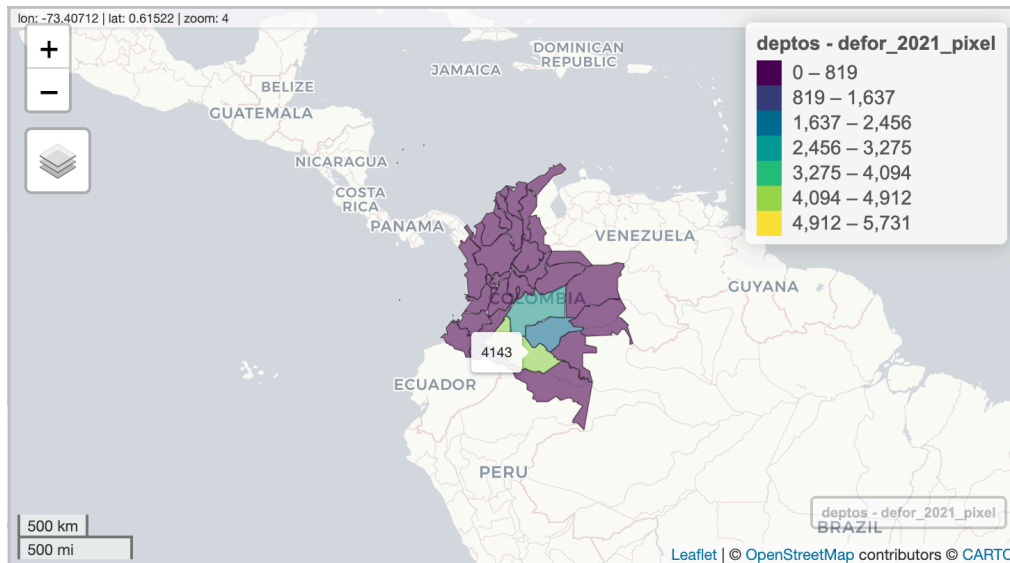 lon: -73.40712 | lat: 0.61522 | zoom: 4
+
−
deptos - defor_2021_pixel
0 – 819
819 – 1,637
1,637 – 2,456
2,456 – 3,275
3,275 – 4,094
4,094 – 4,912
4,912 – 5,731
DOMINICAN
REPUBLIC
JAMAICA
BELIZE
GUATEMALA
NICARAGUA
COSTA
RICA
PANAMA
VENEZUELA
GUYANA
COLOMBIA
4143
ECUADOR
PERU
deptos - defor_2021_pixel
BRAZIL
500 km
500 mi
Leaflet | © OpenStreetMap contributors © CARTO